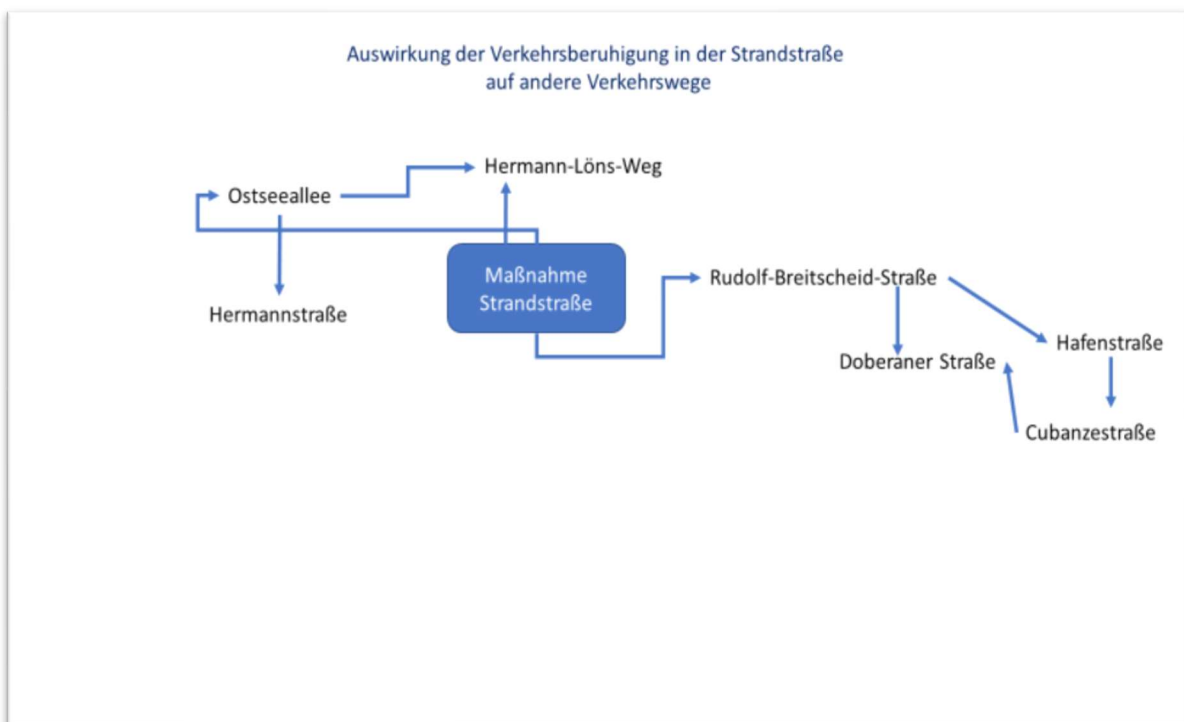 Auswirkung der Verkehrsberuhigung in der Strandstraße
auf andere Verkehrswege
Hermann-Löns-Weg
Ostseeallee
Maßnahme
Strandstraße
Rudolf-Breitscheid-Straße
Hermannstraße
Hafenstraße
Doberaner Straße
Cubanzestraße